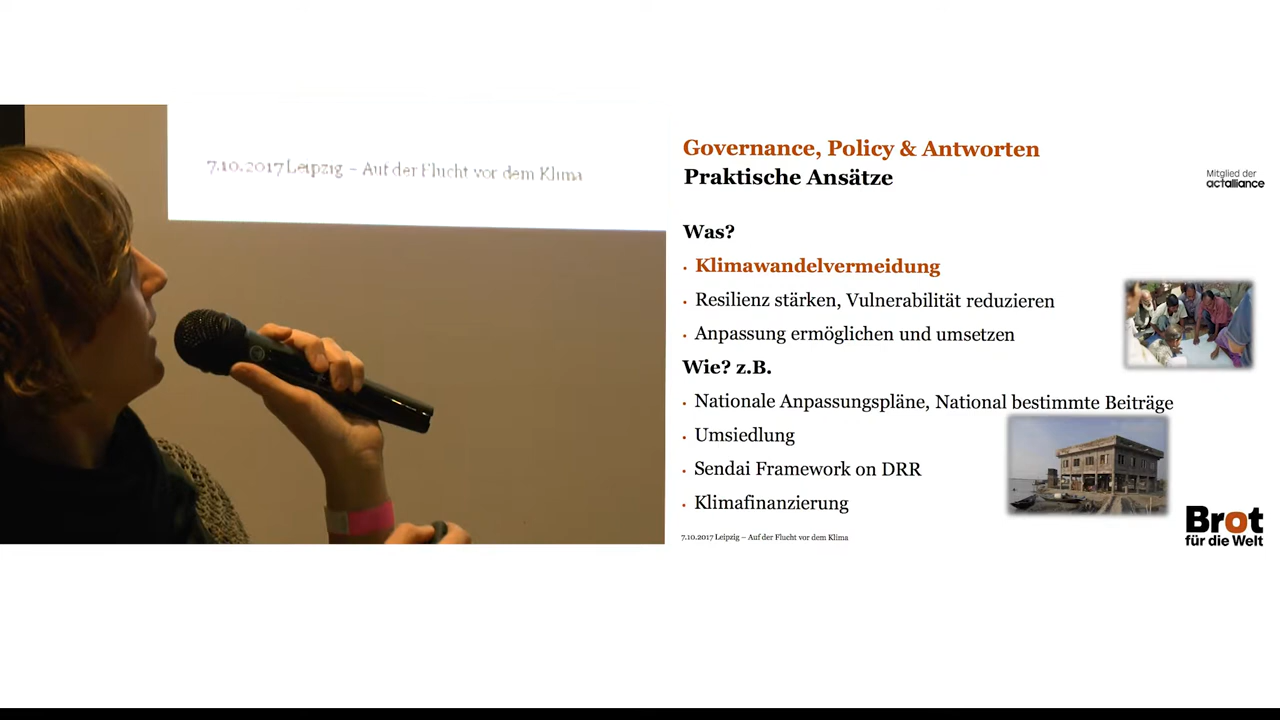 7.10.2017 Leipzig – Auf der Flucht vor dem Klima
Governance, Policy & Antworten
Praktische Ansätze
Mitglied der
actalliance
Was?
• Klimawandelvermeidung
• Resilienz stärken, Vulnerabilität reduzieren
• Anpassung ermöglichen und umsetzen
Wie? z.B.
• Nationale Anpassungspläne, National bestimmte Beiträge
• Umsiedlung
• Sendai Framework on DRR
• Klimafinanzierung
7.10.2017 Leipzig – Auf der Flucht vor dem Klima
Brot
für die Welt